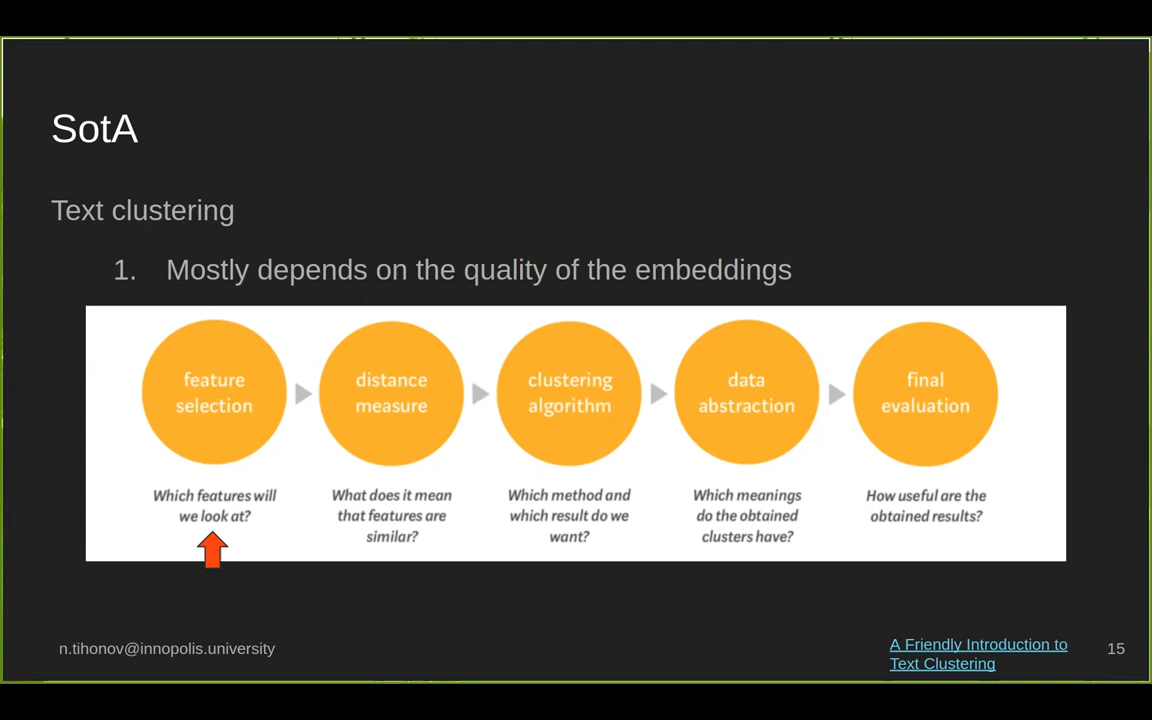 SotA
Text clustering
1. Mostly depends on the quality of the embeddings
feature
selection
distance
measure
clustering
algorithm
data
abstraction
final
evaluation
Which features will
we look at?
What does it mean
that features are
similar?
Which method and
which result do we
want?
Which meanings
do the obtained
clusters have?
How useful are the
obtained results?
n.tihonov@innopolis.university
A Friendly Introduction to
Text Clustering
15